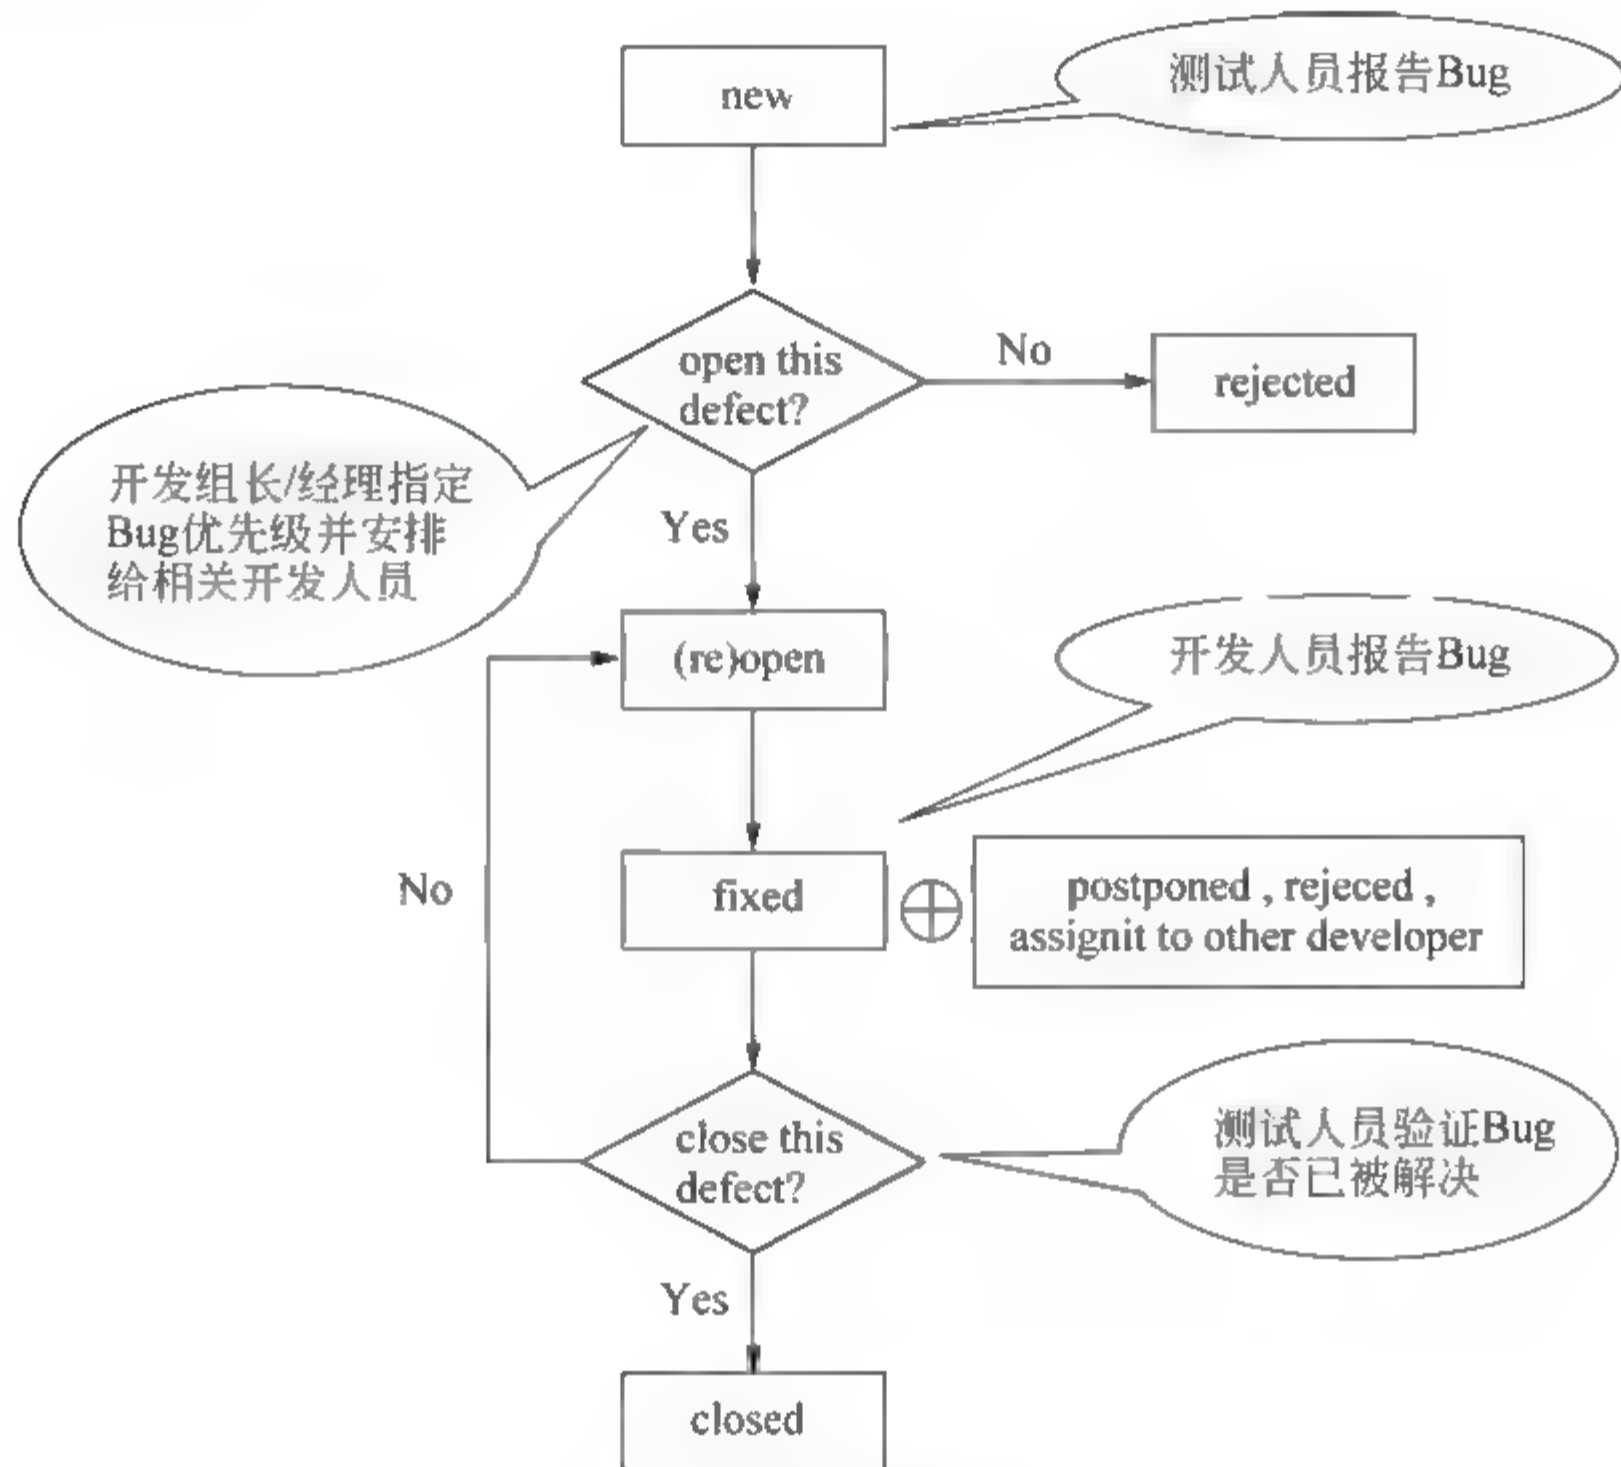 new
测试人员报告Bug
open this
defect?
No
rejected
开发组长/经理指定
Bug优先级并安排
给相关开发人员
Yes
(re)open
开发人员报告Bug
No
fixed
postponed , rejeced ,
assignit to other developer
close this
defect?
测试人员验证Bug
是否已被解决
Yes
closed